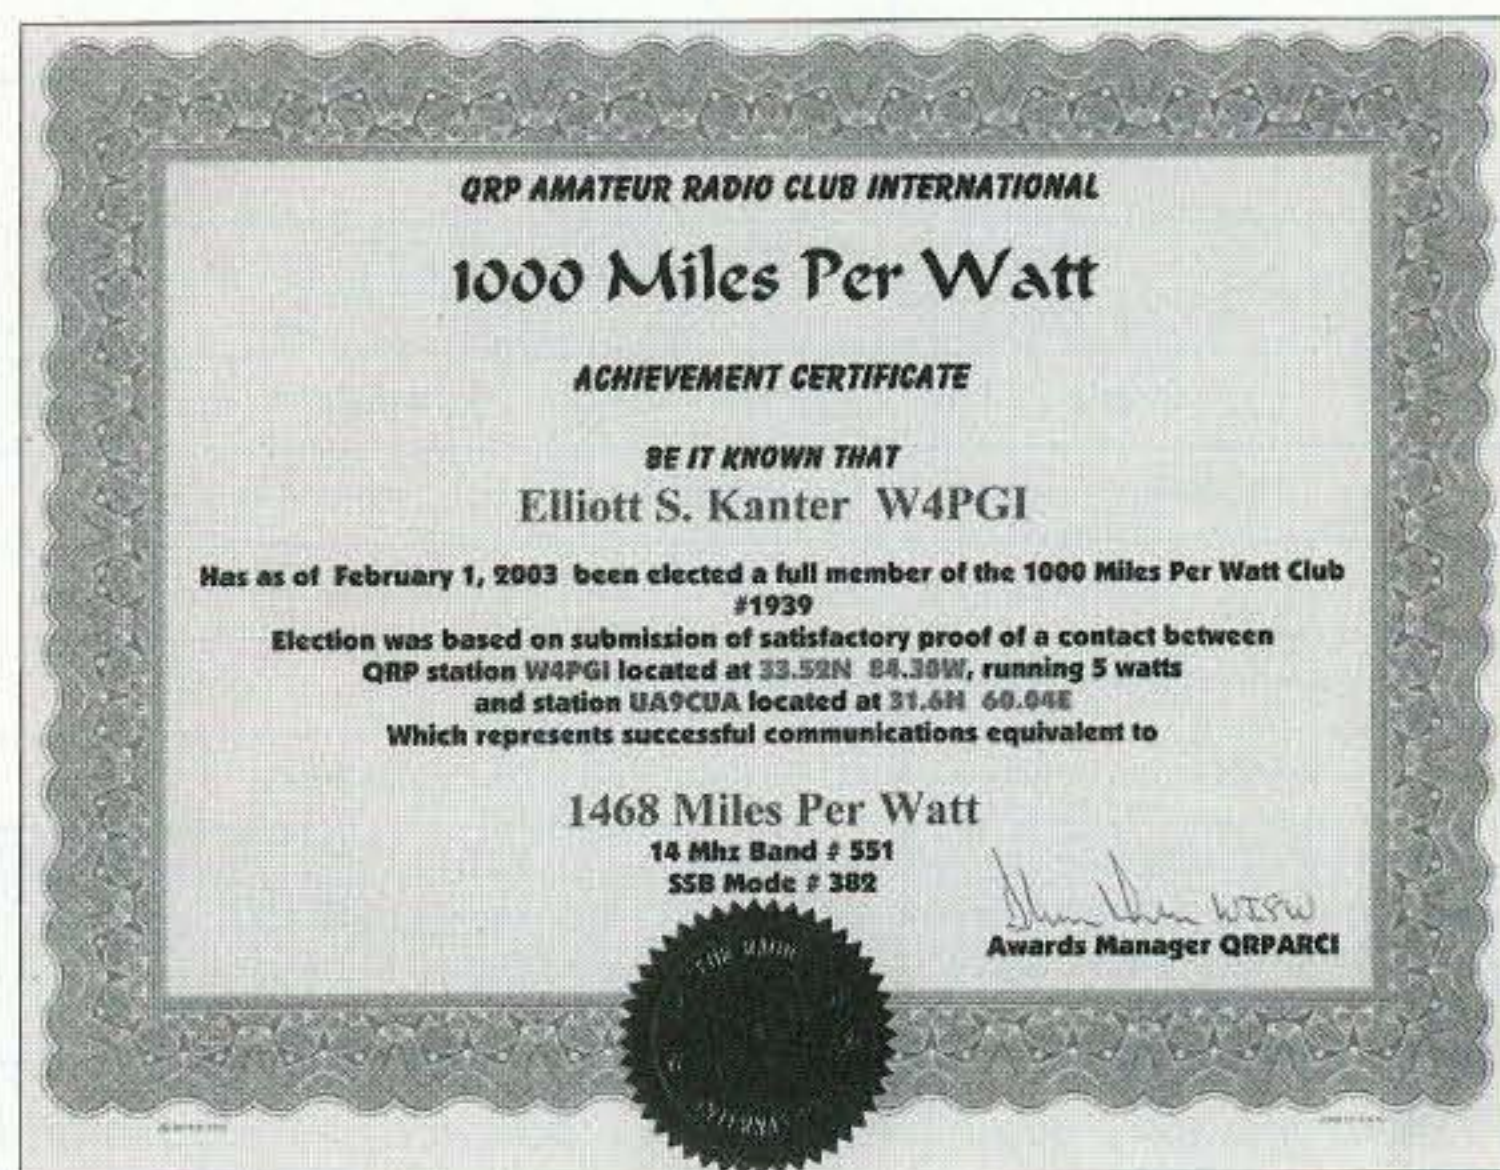 QRP AMATEUR RADIO CLUB INTERNATIONAL
1000 Miles Per Watt
ACHIEVEMENT CERTIFICATE
BE IT KNOWN THAT
Elliott S. Kanter W4PGI
Has as of February 1, 2003 been elected a full member of the 1000 Miles Per Watt Club
#1939
Election was based on submission of satisfactory proof of a contact between
QRP station W4PGI located at 33.52N 84.30W, running 5 watts
and station UA9CUA located at 31.6N 60.04E
Which represents successful communications equivalent to
1468 Miles Per Watt
14 Mhz Band # 551
SSB Mode # 382
Awards Manager QRPARCI